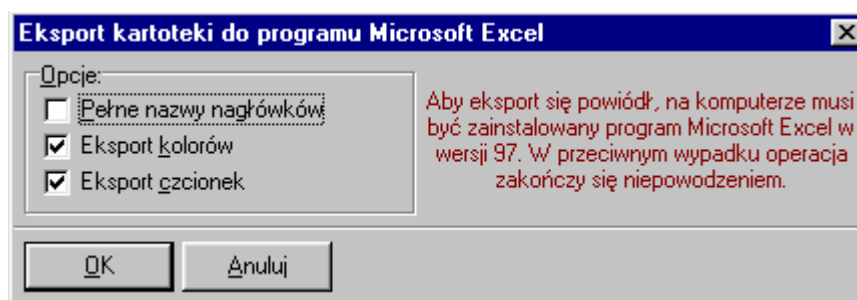 Eksport kartoteki do programu Microsoft Excel
Opcje:
Pełne nazwy nagłówków
Eksport kolorów
Eksport czcionek
Aby eksport się powiódł, na komputerze musi
być zainstalowany program Microsoft Excel w
wersji 97. W przeciwnym wypadku operacja
zakończy się niepowodzeniem.
OK
Anuluj